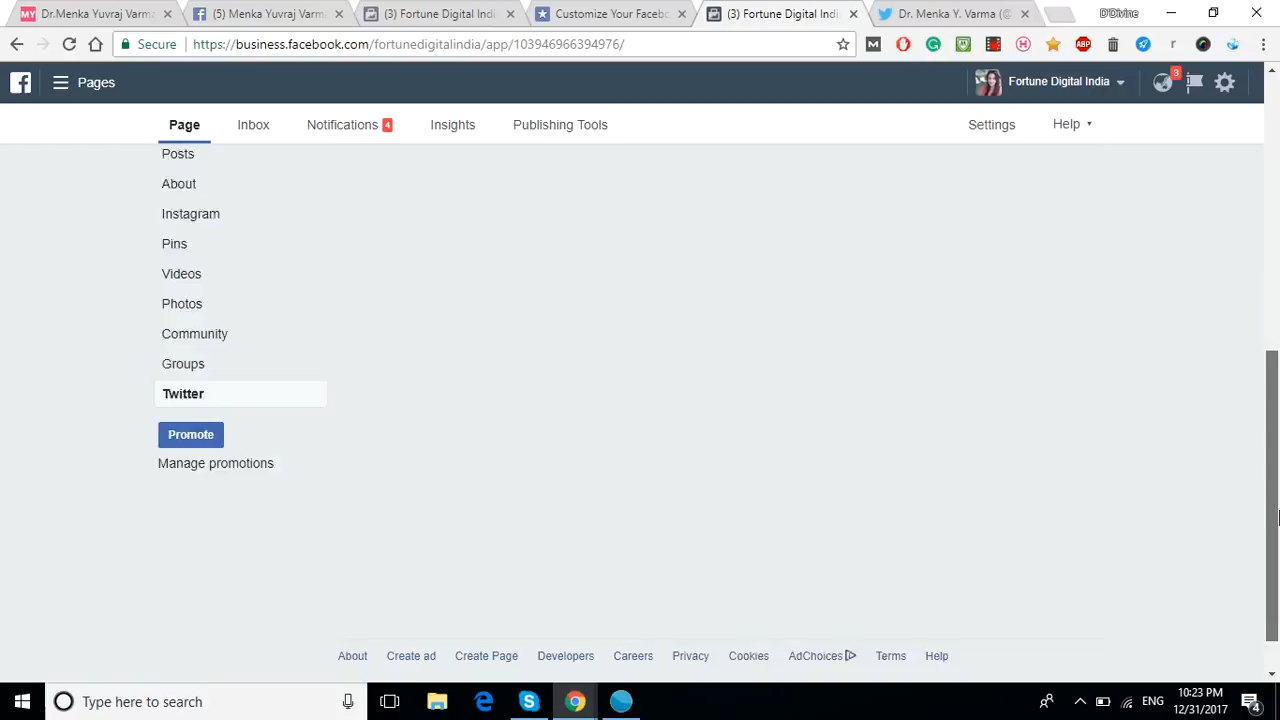 Dr.Menka Yuvraj Varma
(5) Menka Yuvraj Varma
(3) Fortune Digital Indi
Customize Your Facebo
(3) Fortune Digital Indi
Dr. Menka Y. Varma (@
D'Divine
Secure https://business.facebook.com/fortunedigitalindia/app/103946966394976/
Pages
Fortune Digital India
3
Page Inbox Notifications 4 Insights Publishing Tools Settings Help
Posts
About
Instagram
Pins
Videos
Photos
Community
Groups
Twitter
Promote
Manage promotions
About Create ad Create Page Developers Careers Privacy Cookies AdChoices Terms Help
Type here to search
ENG
10:23 PM
12/31/2017
4